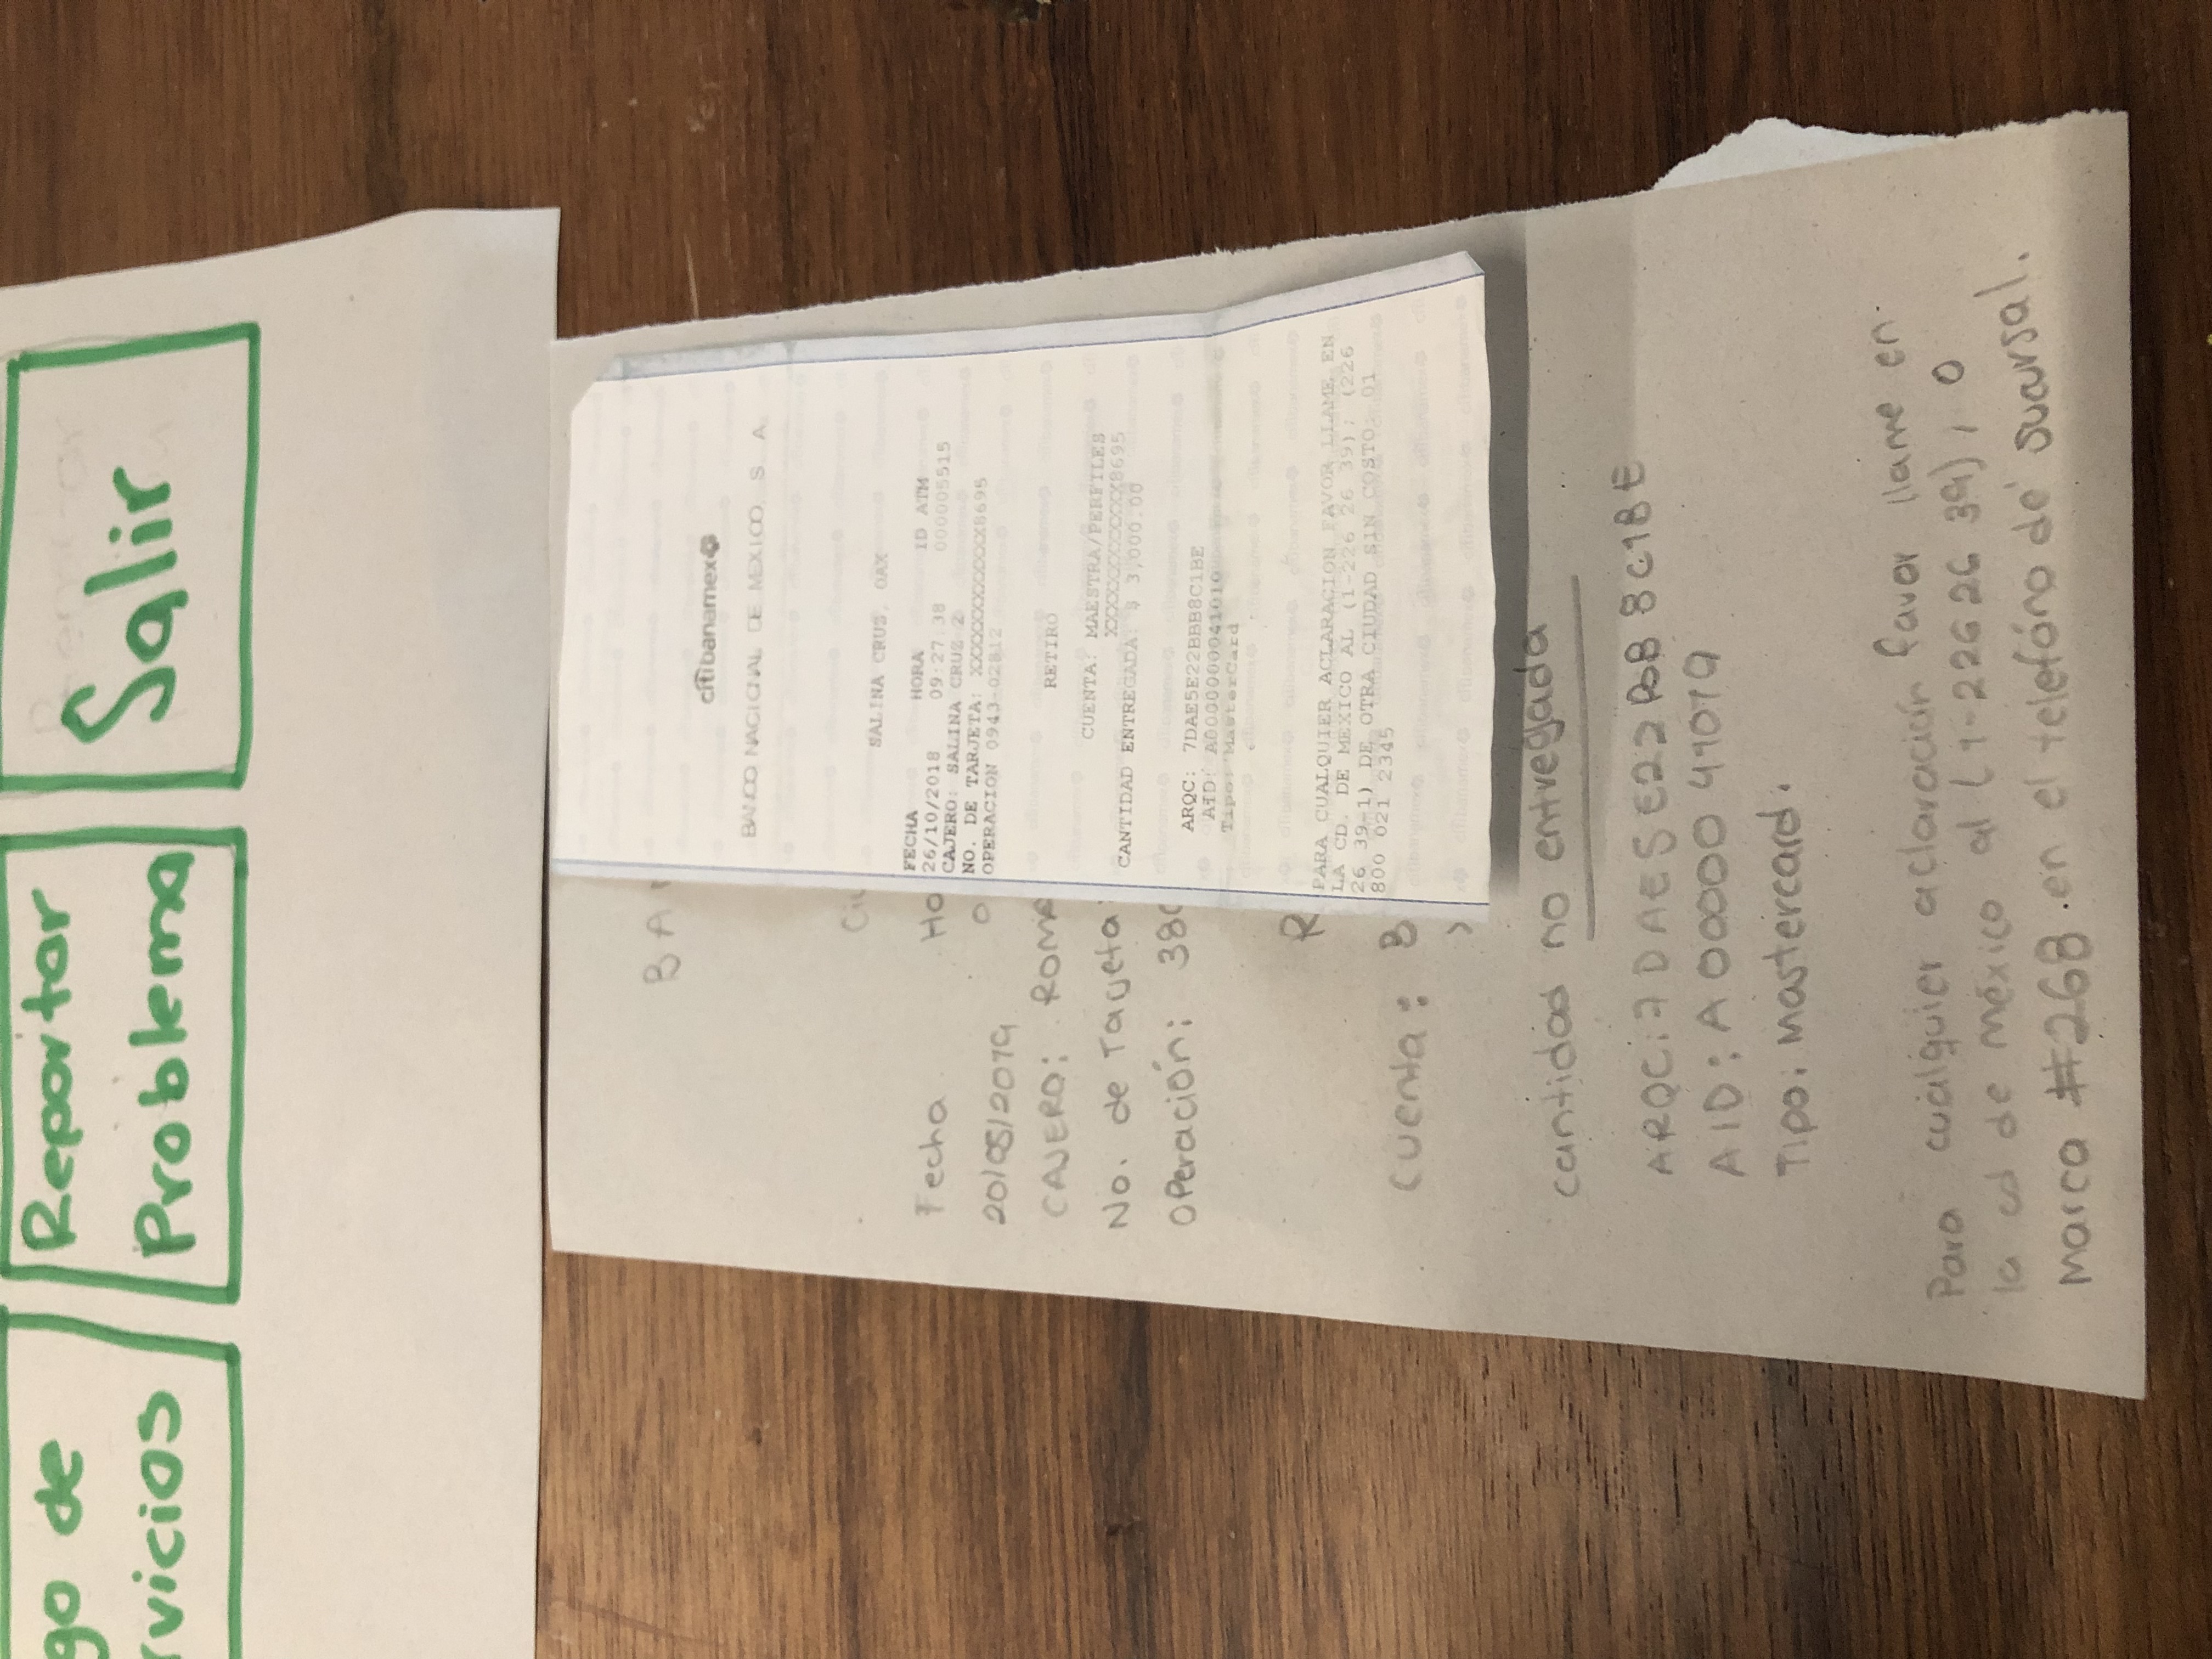 go de
rvicios
Reportar
Problema
Salir
citibanamex
BANCO NACIONAL DE MEXICO, S. A.
SALINA CRUZ, OAX
FECHA HORA ID ATM
26/10/2018 09:27:38 000005515
CAJERO: SALINA CRUZ 2
NO. DE TARJETA: XXXXXXXXXXXX8695
OPERACION 0943-02812
RETIRO
CUENTA: MAESTRA/PERFILES
XXXXXXXXXXXX8695
CANTIDAD ENTREGADA: $ 3,000.00
ARQC: 7DAE5E22BBB8C1BE
AID: A0000000041010
Tipo: MasterCard
PARA CUALQUIER ACLARACION FAVOR LLAME EN
LA CD. DE MEXICO AL (1-226 26 39); (226
26 39-1) DE OTRA CIUDAD SIN COSTO: 01
800 021 2345
BAN
Ciu
Fecha Ho
20/05/2019 0
CAJERO: ROMA
No. de Tarjeta:
Operación: 380
R
Cuenta: B
cantidad no entregada
ARQC: 7DAE5E22BBB8C1BE
AID: A00000 41010
Tipo: Mastercard.
Para cualquier aclaración favor llame en
la cd de méxico al (1-226 26 39), o
Marca #268 en el telefóno de sucursal.